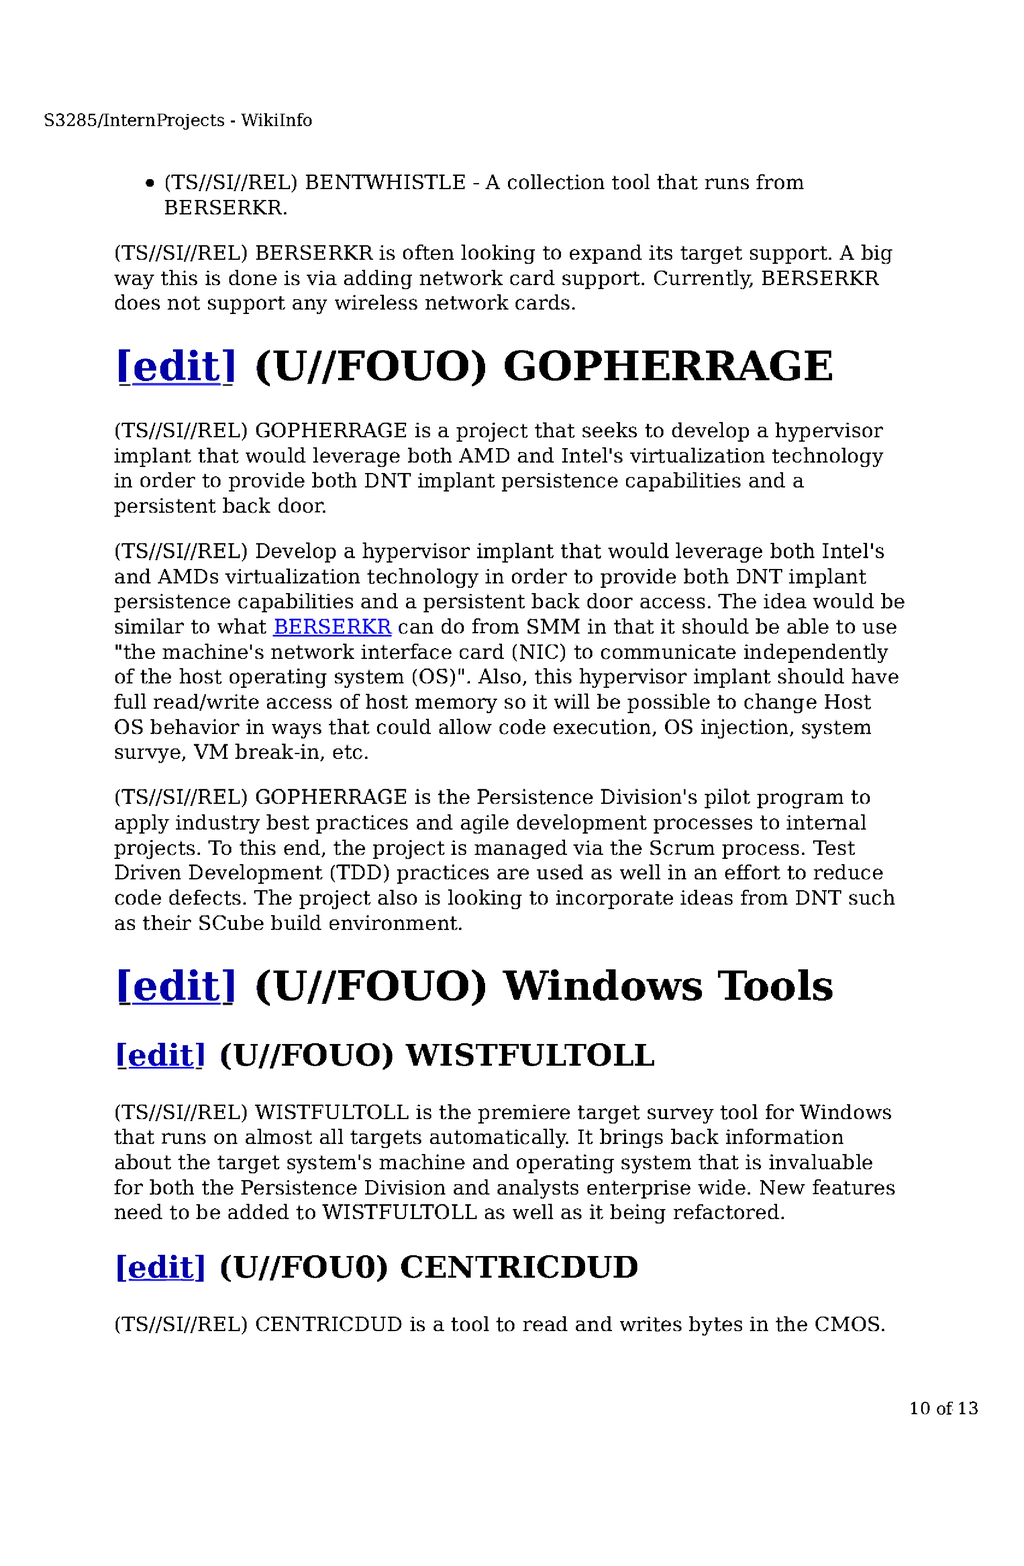 S3285/InternProjects - WikiInfo
• (TS//SI//REL) BENTWHISTLE - A collection tool that runs from
BERSERKR.
(TS//SI//REL) BERSERKR is often looking to expand its target support. A big
way this is done is via adding network card support. Currently, BERSERKR
does not support any wireless network cards.
[edit] (U//FOUO) GOPHERRAGE
(TS//SI//REL) GOPHERRAGE is a project that seeks to develop a hypervisor
implant that would leverage both AMD and Intel's virtualization technology
in order to provide both DNT implant persistence capabilities and a
persistent back door.
(TS//SI//REL) Develop a hypervisor implant that would leverage both Intel's
and AMDs virtualization technology in order to provide both DNT implant
persistence capabilities and a persistent back door access. The idea would be
similar to what BERSERKR can do from SMM in that it should be able to use
"the machine's network interface card (NIC) to communicate independently
of the host operating system (OS)". Also, this hypervisor implant should have
full read/write access of host memory so it will be possible to change Host
OS behavior in ways that could allow code execution, OS injection, system
survye, VM break-in, etc.
(TS//SI//REL) GOPHERRAGE is the Persistence Division's pilot program to
apply industry best practices and agile development processes to internal
projects. To this end, the project is managed via the Scrum process. Test
Driven Development (TDD) practices are used as well in an effort to reduce
code defects. The project also is looking to incorporate ideas from DNT such
as their SCube build environment.
[edit] (U//FOUO) Windows Tools
[edit] (U//FOUO) WISTFULTOLL
(TS//SI//REL) WISTFULTOLL is the premiere target survey tool for Windows
that runs on almost all targets automatically. It brings back information
about the target system's machine and operating system that is invaluable
for both the Persistence Division and analysts enterprise wide. New features
need to be added to WISTFULTOLL as well as it being refactored.
[edit] (U//FOU0) CENTRICDUD
(TS//SI//REL) CENTRICDUD is a tool to read and writes bytes in the CMOS.
10 of 13